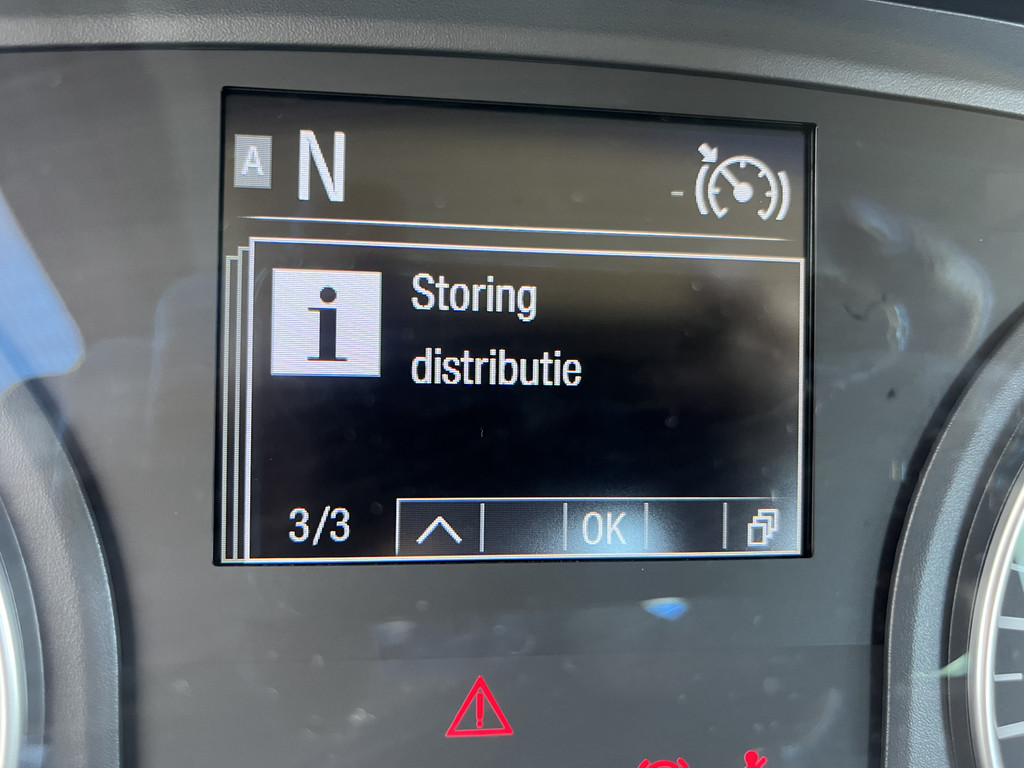 A N
Storing
distributie
3/3 OK